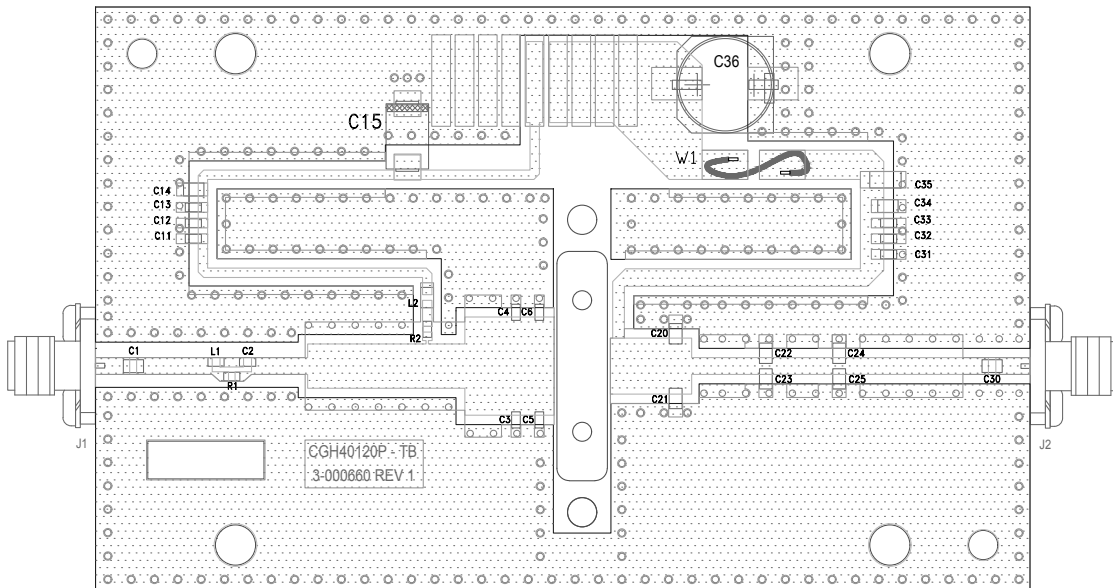 C36
C15
W1
C14
C13
C12
C11
C35
C34
C33
C32
C31
L2
R2
C4 C6
C20
C1
L1 C2
R1
C22 C24
C23 C25
C30
C21
C3 C5
J1
J2
CGH40120P - TB
3-000660 REV 1